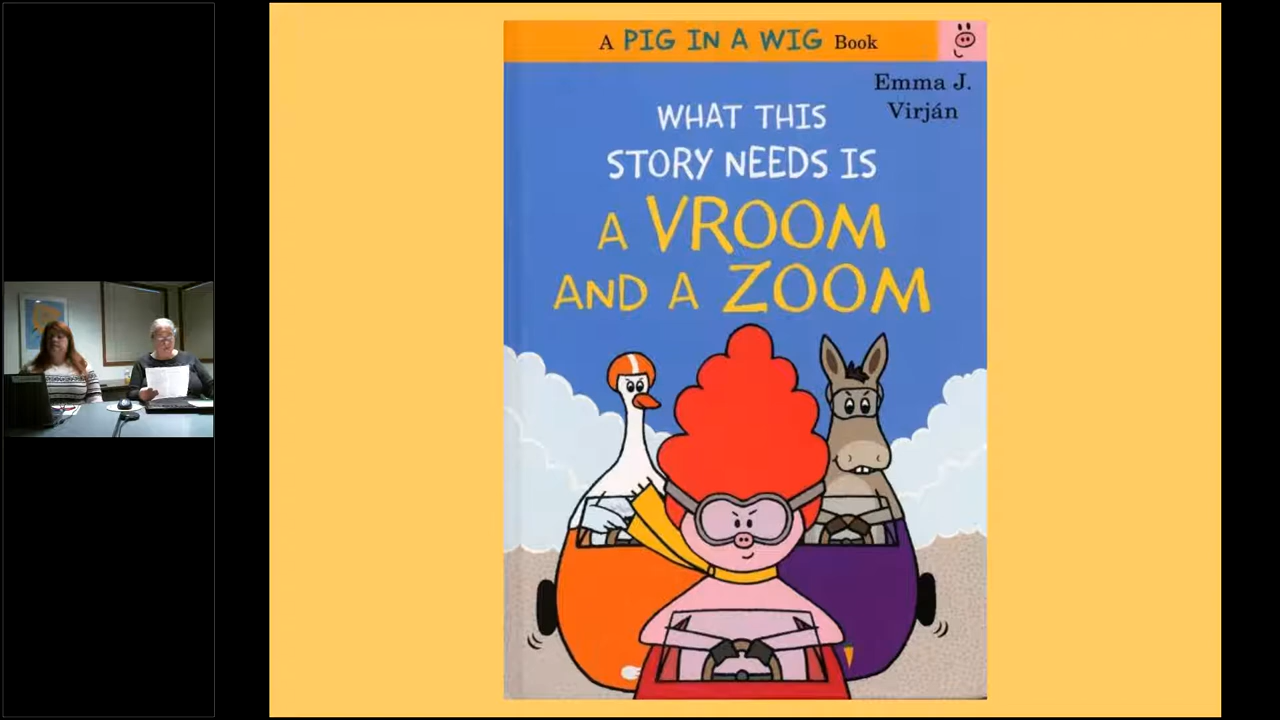 A PIG IN A WIG Book
Emma J.
Virján
WHAT THIS
STORY NEEDS IS
A VROOM
AND A ZOOM